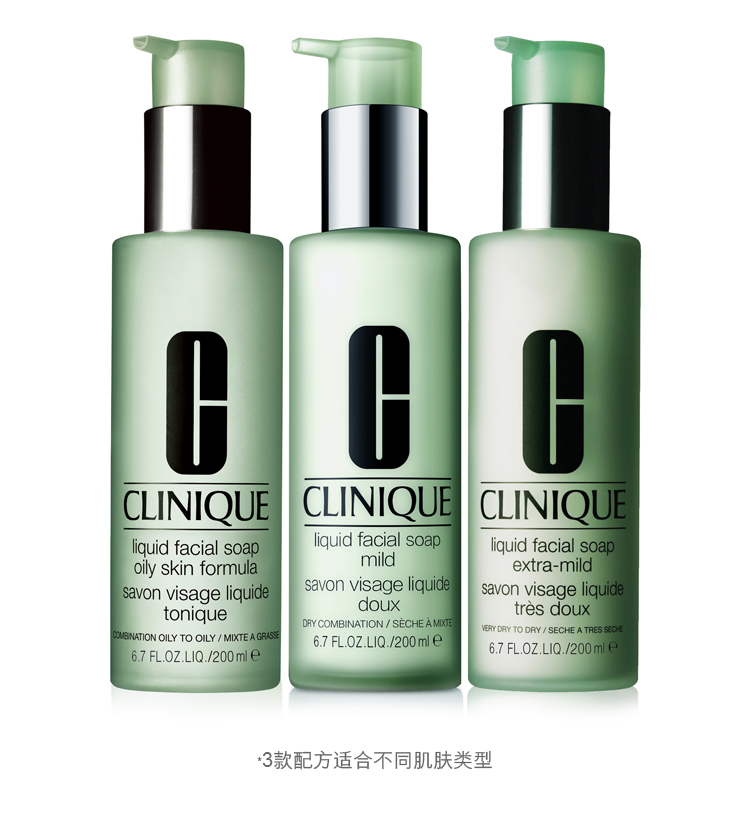 CLINIQUE
liquid facial soap
oily skin formula
savon visage liquide
tonique
COMBINATION OILY TO OILY / MIXTE A GRASSE
6.7 FL.OZ.LIQ./200 ml ℮
CLINIQUE
liquid facial soap
mild
savon visage liquide
doux
DRY COMBINATION / SÈCHE À MIXTE
6.7 FL.OZ.LIQ./200 ml ℮
CLINIQUE
liquid facial soap
extra-mild
savon visage liquide
très doux
VERY DRY TO DRY / SECHE A TRES SECHE
6.7 FL.OZ.LIQ./200 ml ℮
*3款配方适合不同肌肤类型